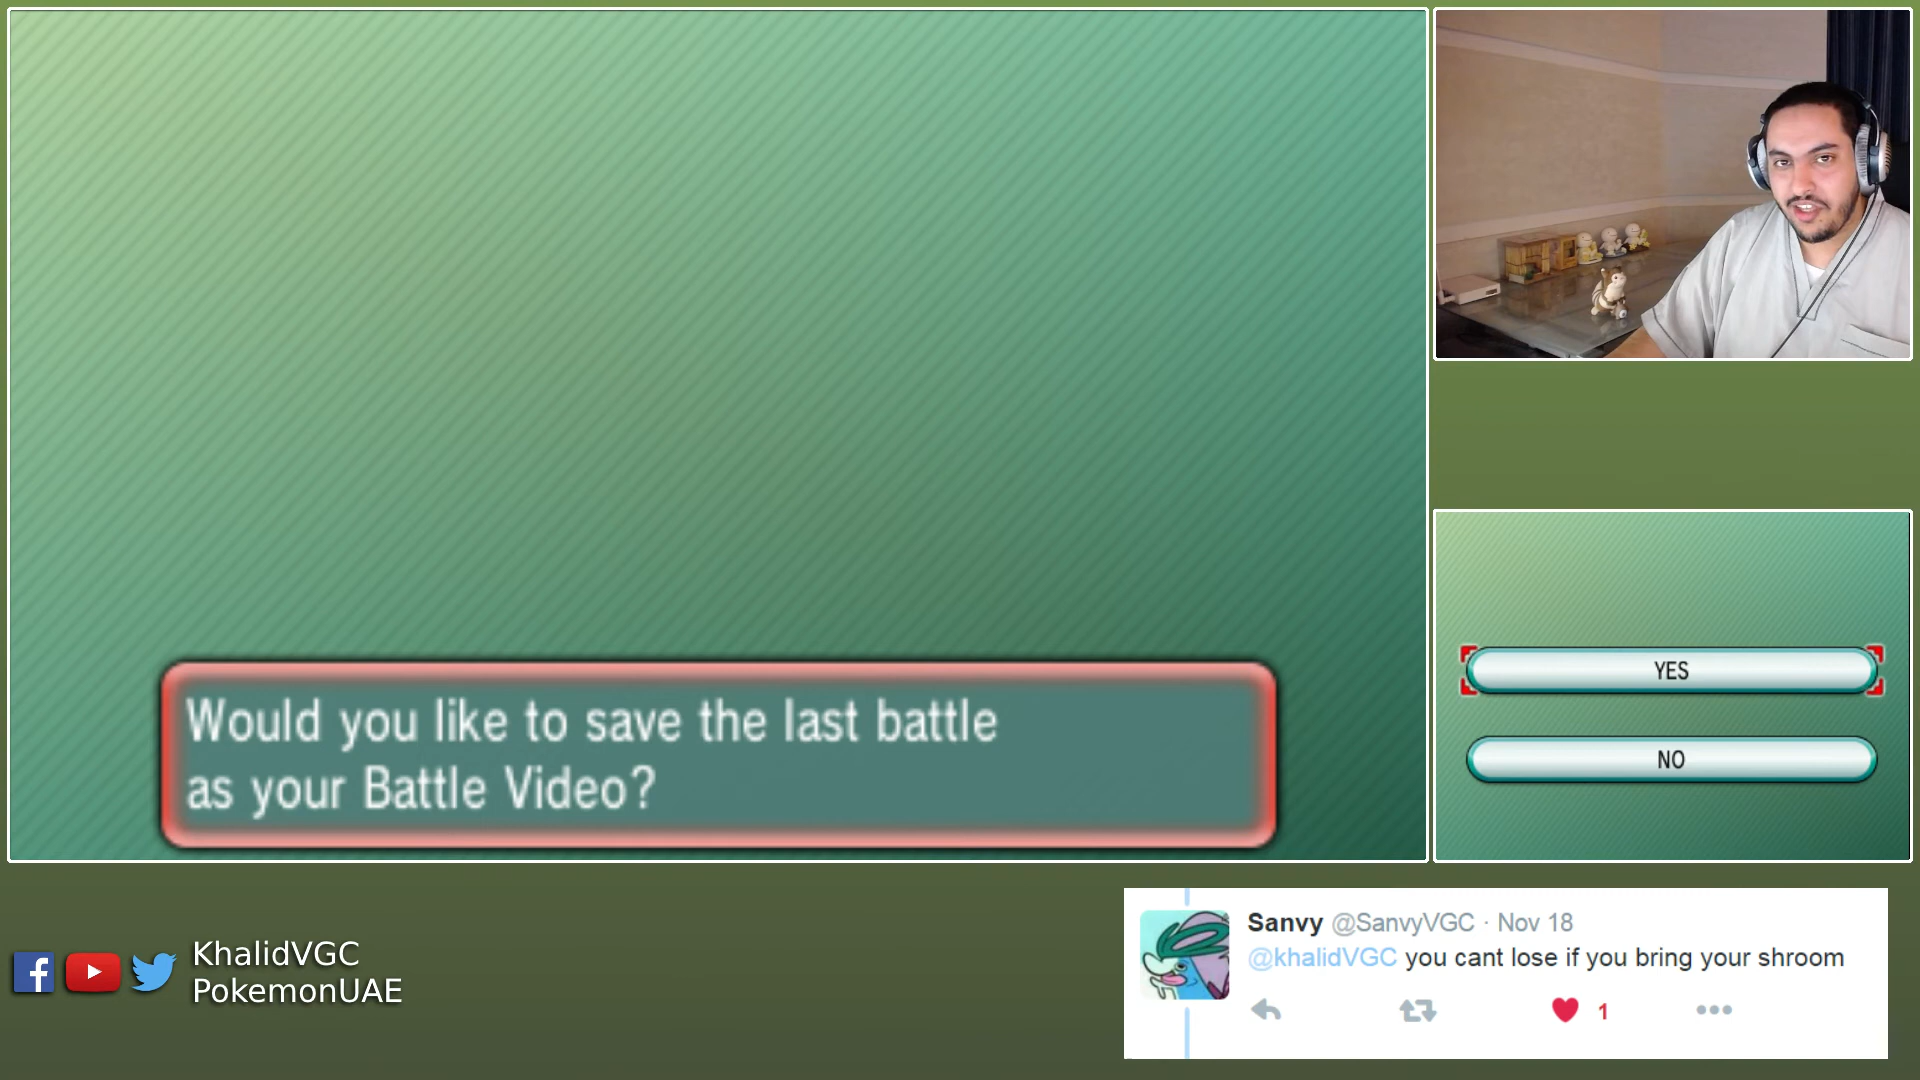 Would you like to save the last battle
as your Battle Video?
YES
NO
KhalidVGC
PokemonUAE
Sanvy @SanvyVGC · Nov 18
@khalidVGC you cant lose if you bring your shroom
1